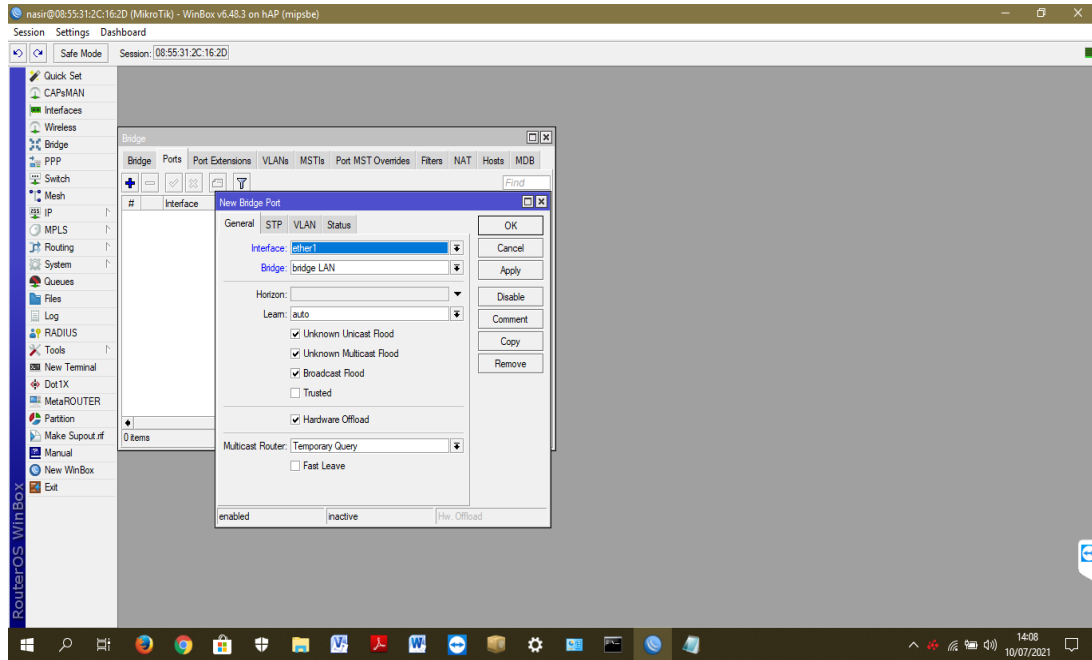 nasir@08:55:31:2C:16:2D (MikroTik) - WinBox v6.48.3 on hAP (mipsbe)
Session Settings Dashboard
Safe Mode Session: 08:55:31:2C:16:2D
Quick Set
CAPsMAN
Interfaces
Wireless
Bridge
PPP
Switch
Mesh
IP
MPLS
Routing
System
Queues
Files
Log
RADIUS
Tools
New Terminal
Dot1X
MetaROUTER
Partition
Make Supout.rif
Manual
New WinBox
Exit
RouterOS WinBox
Bridge
Bridge Ports Port Extensions VLANs MSTIs Port MST Overrides Filters NAT Hosts MDB
Find
# Interface
0 items
New Bridge Port
General STP VLAN Status
Interface: ether1
Bridge: bridge LAN
Horizon:
Learn: auto
Unknown Unicast Flood
Unknown Multicast Flood
Broadcast Flood
Trusted
Hardware Offload
Multicast Router: Temporary Query
Fast Leave
OK
Cancel
Apply
Disable
Comment
Copy
Remove
enabled inactive Hw. Offload
14:08
10/07/2021